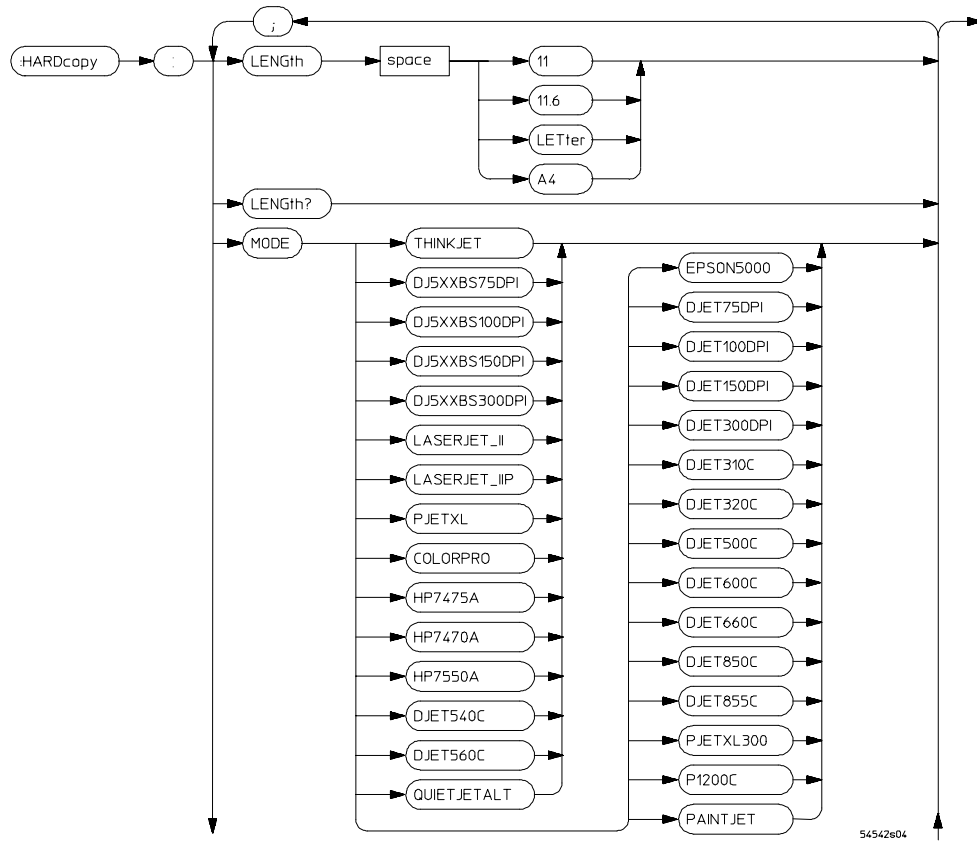 ;
:HARDcopy
:
LENGth
space
11
11.6
LETter
A4
LENGth?
MODE
THINKJET
DJ5XXBS75DPI
DJ5XXBS100DPI
DJ5XXBS150DPI
DJ5XXBS300DPI
LASERJET_II
LASERJET_IIP
PJETXL
COLORPRO
HP7475A
HP7470A
HP7550A
DJET540C
DJET560C
QUIETJETALT
EPSON5000
DJET75DPI
DJET100DPI
DJET150DPI
DJET300DPI
DJET310C
DJET320C
DJET500C
DJET600C
DJET660C
DJET850C
DJET855C
PJETXL300
P1200C
PAINTJET
54542s04